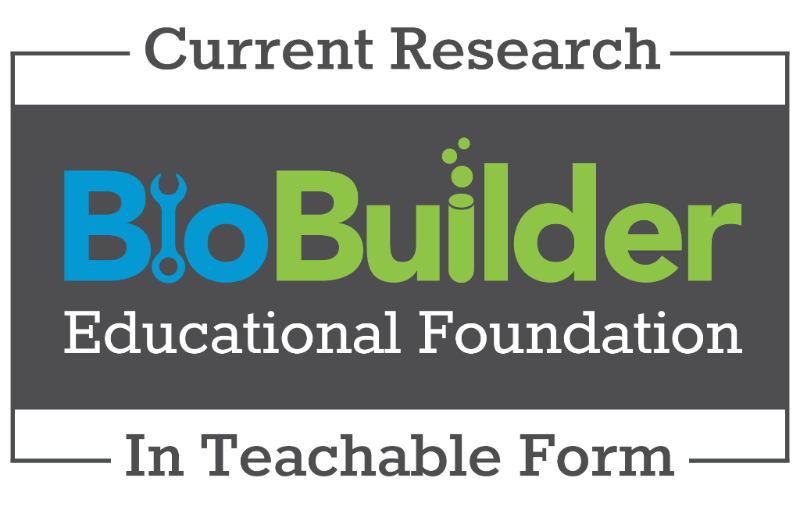 Current Research
BioBuilder
Educational Foundation
In Teachable Form